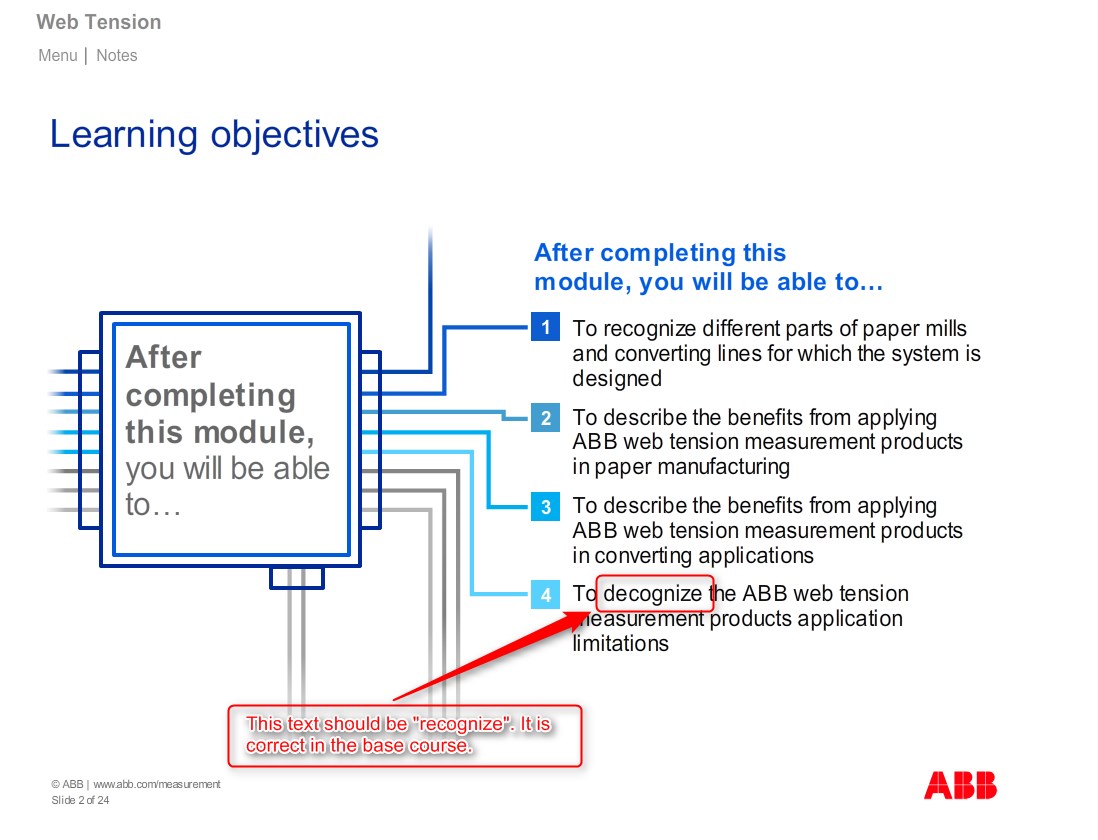 Web Tension
Menu | Notes
Learning objectives
After
completing
this module,
you will be able
to…
After completing this
module, you will be able to…
1 To recognize different parts of paper mills
and converting lines for which the system is
designed
2 To describe the benefits from applying
ABB web tension measurement products
in paper manufacturing
3 To describe the benefits from applying
ABB web tension measurement products
in converting applications
4 To decognize the ABB web tension
measurement products application
limitations
This text should be "recognize". It is
correct in the base course.
© ABB | www.abb.com/measurement
Slide 2 of 24
ABB